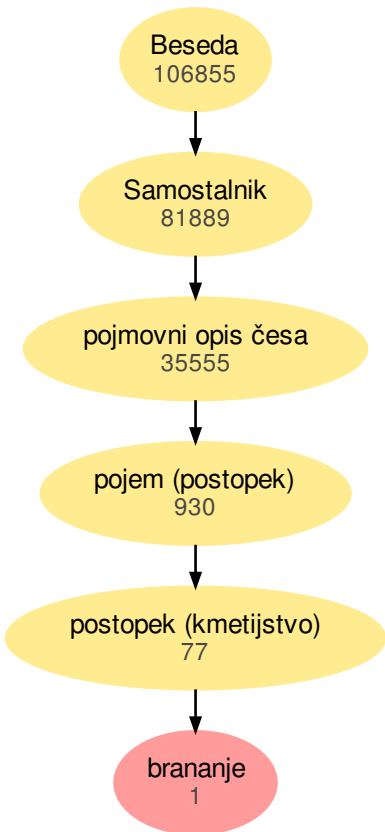 Beseda
106855
Samostalnik
81889
pojmovni opis česa
35555
pojem (postopek)
930
postopek (kmetijstvo)
77
brananje
1